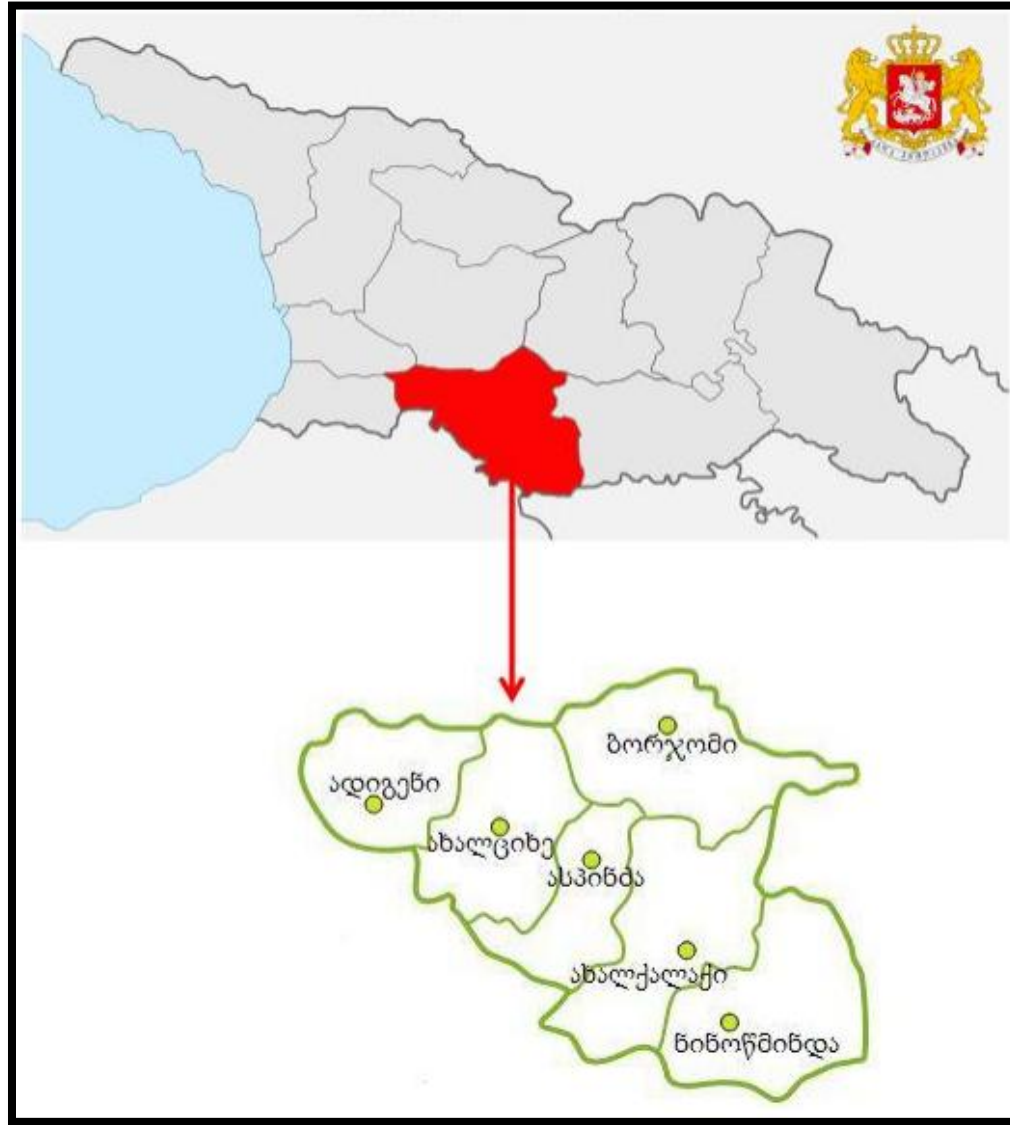 ბორჯომი
ადიგენი
ახალციხე
ასპინძა
ახალქალაქი
ნინოწმინდა